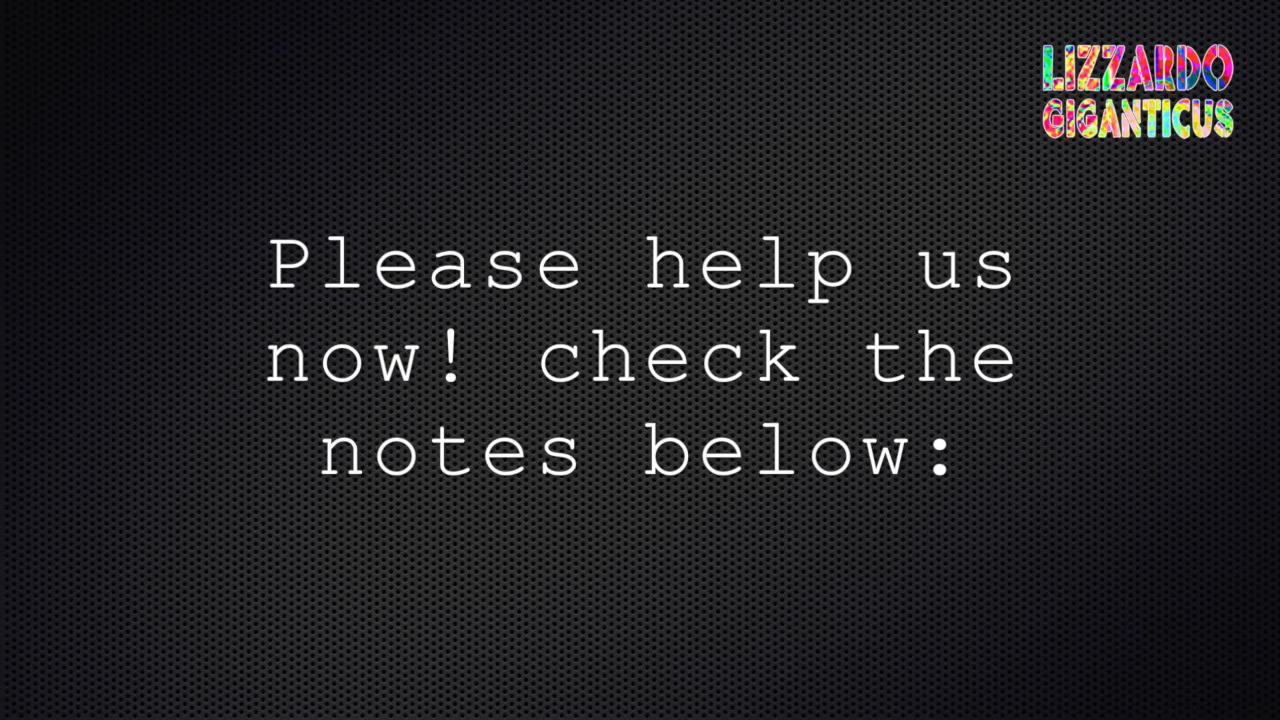 LIZZARDO
GIGANTICUS
Please help us
now! check the
notes below: